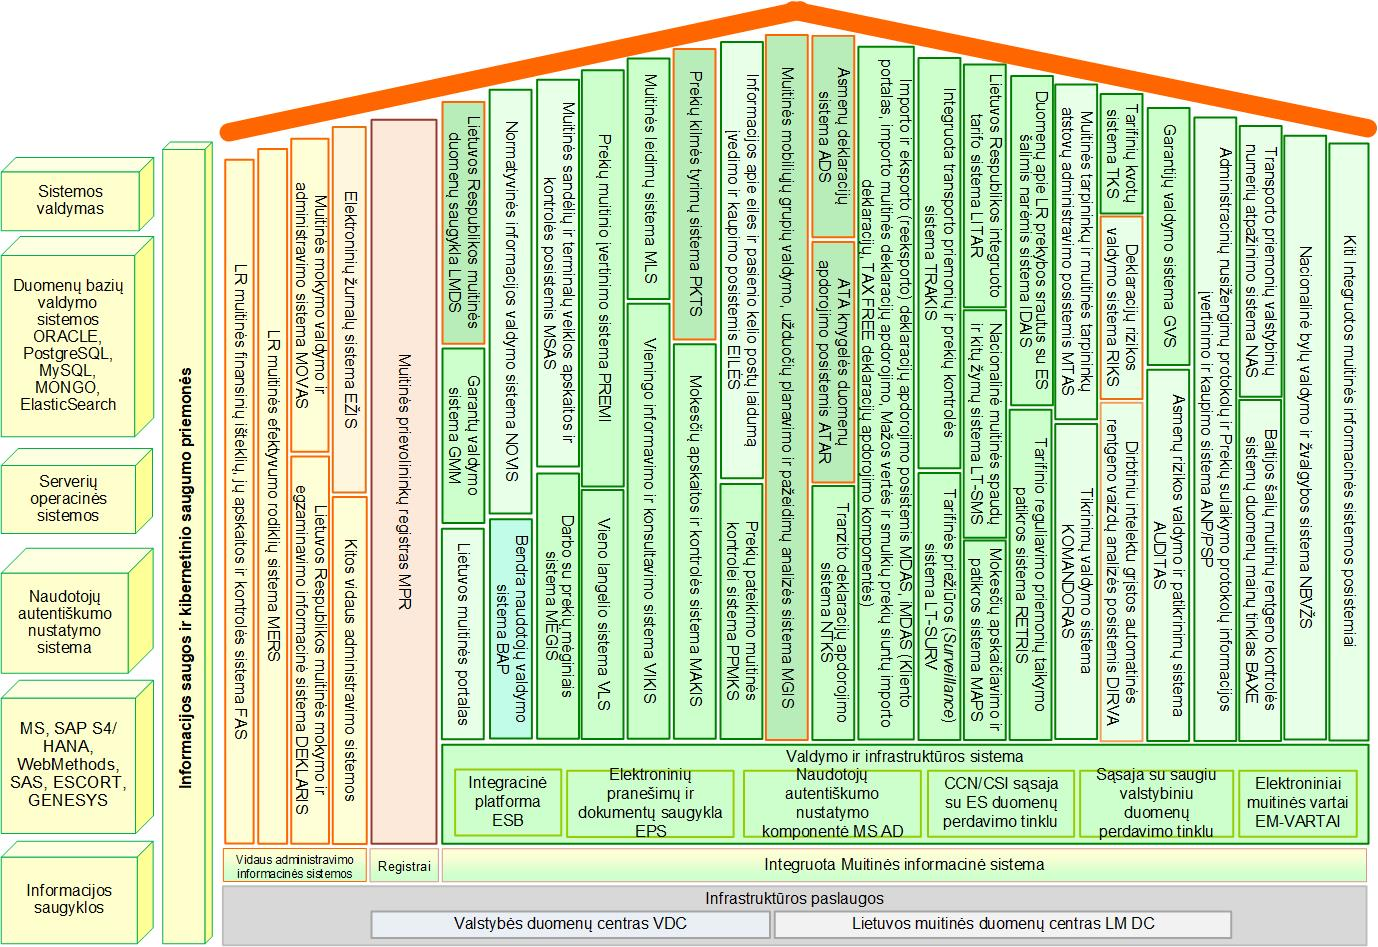 Sistemos
valdymas
Duomenų bazių
valdymo
sistemos
ORACLE,
PostgreSQL,
MySQL,
MONGO,
ElasticSearch
Serverių
operacinės
sistemos
Naudotojų
autentiškumo
nustatymo
sistema
MS, SAP S4/
HANA,
WebMethods,
SAS, ESCORT,
GENESYS
Informacijos
saugyklos
Informacijos saugos ir kibernetinio saugumo priemonės
LR muitinės finansinių išteklių, jų apskaitos ir kontrolės sistema FAS
LR muitinės efektyvumo rodiklių sistema MERS
Muitinės mokymo valdymo ir
administravimo sistema MOVAS
Lietuvos Respublikos muitinės mokymo ir
egzaminavimo informacinė sistema DEKLARIS
Elektroninių žurnalų sistema EŽIS
Kitos vidaus administravimo sistemos
Muitinės prievolininkų registras MPR
Lietuvos Respublikos muitinės
duomenų saugykla LMDS
Garantų valdymo
sistema GMM
Lietuvos muitinės portalas
Normatyvinės informacijos valdymo sistema NOVIS
Bendra naudotojų valdymo
sistema BAP
Muitinės sandėlių ir terminalų veiklos apskaitos ir
kontrolės posistemis MSAS
Darbo su prekių mėginiais
sistema MĖGIS
Prekių muitinio įvertinimo sistema PREMI
Vieno langelio sistema VLS
Muitinės leidimų sistema MLS
Vieningo informavimo ir konsultavimo sistema VIKIS
Prekių kilmės tyrimų sistema PKTS
Mokesčių apskaitos ir kontrolės sistema MAKIS
Informacijos apie eiles ir pasienio kelio postų laidumą
įvedimo ir kaupimo posistemis EILĖS
Prekių pateikimo muitinės
kontrolei sistema PPMKS
Muitinės mobiliųjų grupių valdymo, užduočių planavimo ir pažeidimų analizės sistema MGIS
Asmenų deklaracijų
sistema ADS
ATA knygelės duomenų
apdorojimo posistemis ATAR
Tranzito deklaracijų apdorojimo
sistema NTKS
Importo ir eksporto (reeksporto) deklaracijų apdorojimo posistemis MDAS, iMDAS (Kliento
portalas, importo muitinės deklaracijų apdorojimo, Mažos vertės ir smulkių prekių siuntų importo
deklaracijų, TAX FREE deklaracijų apdorojimo komponentės)
Integruota transporto priemonių ir prekių kontrolės
sistema TRAKIS
Tarifinės priežiūros (Surveillance)
sistema LT-SURV
Lietuvos Respublikos integruoto
tarifo sistema LITAR
Nacionalinė muitinės spaudų
ir kitų žymų sistema LT-SMS
Mokesčių apskaičiavimo ir
patikros sistema MAPS
Duomenų apie LR prekybos srautus su ES
šalimis narėmis sistema IDAS
Tarifinio reguliavimo priemonių taikymo
patikros sistema RETRIS
Muitinės tarpininkų ir muitinės tarpininkų
atstovų administravimo posistemis MTAS
Tikrinimų valdymo sistema
KOMANDORAS
Tarifinių kvotų
sistema TKS
Deklaracijų rizikos
valdymo sistema RIKS
Dirbtiniu intelektu grįstos automatinės
rentgeno vaizdų analizės posistemis DIRVA
Garantijų valdymo
sistema GVS
Asmenų rizikos valdymo ir patikrinimų sistema
AUDITAS
Administracinių nusižengimų protokolų ir Prekių sulaikymo protokolų informacijos
įvertinimo ir kaupimo sistema ANP/PSP
Transporto priemonių valstybinių
numerių atpažinimo sistema NAS
Baltijos šalių muitinių rentgeno kontrolės
sistemų duomenų mainų tinklas BAXE
Nacionalinė bylų valdymo ir žvalgybos sistema NBVŽS
Kiti Integruotos muitinės informacinės sistemos posistemiai
Valdymo ir infrastruktūros sistema
Integracinė
platforma
ESB
Elektroninių
pranešimų ir
dokumentų saugykla
EPS
Naudotojų
autentiškumo
nustatymo
komponentė MS AD
CCN/CSI sąsaja
su ES duomenų
perdavimo tinklu
Sąsaja su saugiu
valstybiniu
duomenų
perdavimo tinklu
Elektroniniai
muitinės vartai
EM-VARTAI
Vidaus administravimo
informacinės sistemos
Registrai
Integruota Muitinės informacinė sistema
Infrastruktūros paslaugos
Valstybės duomenų centras VDC
Lietuvos muitinės duomenų centras LM DC